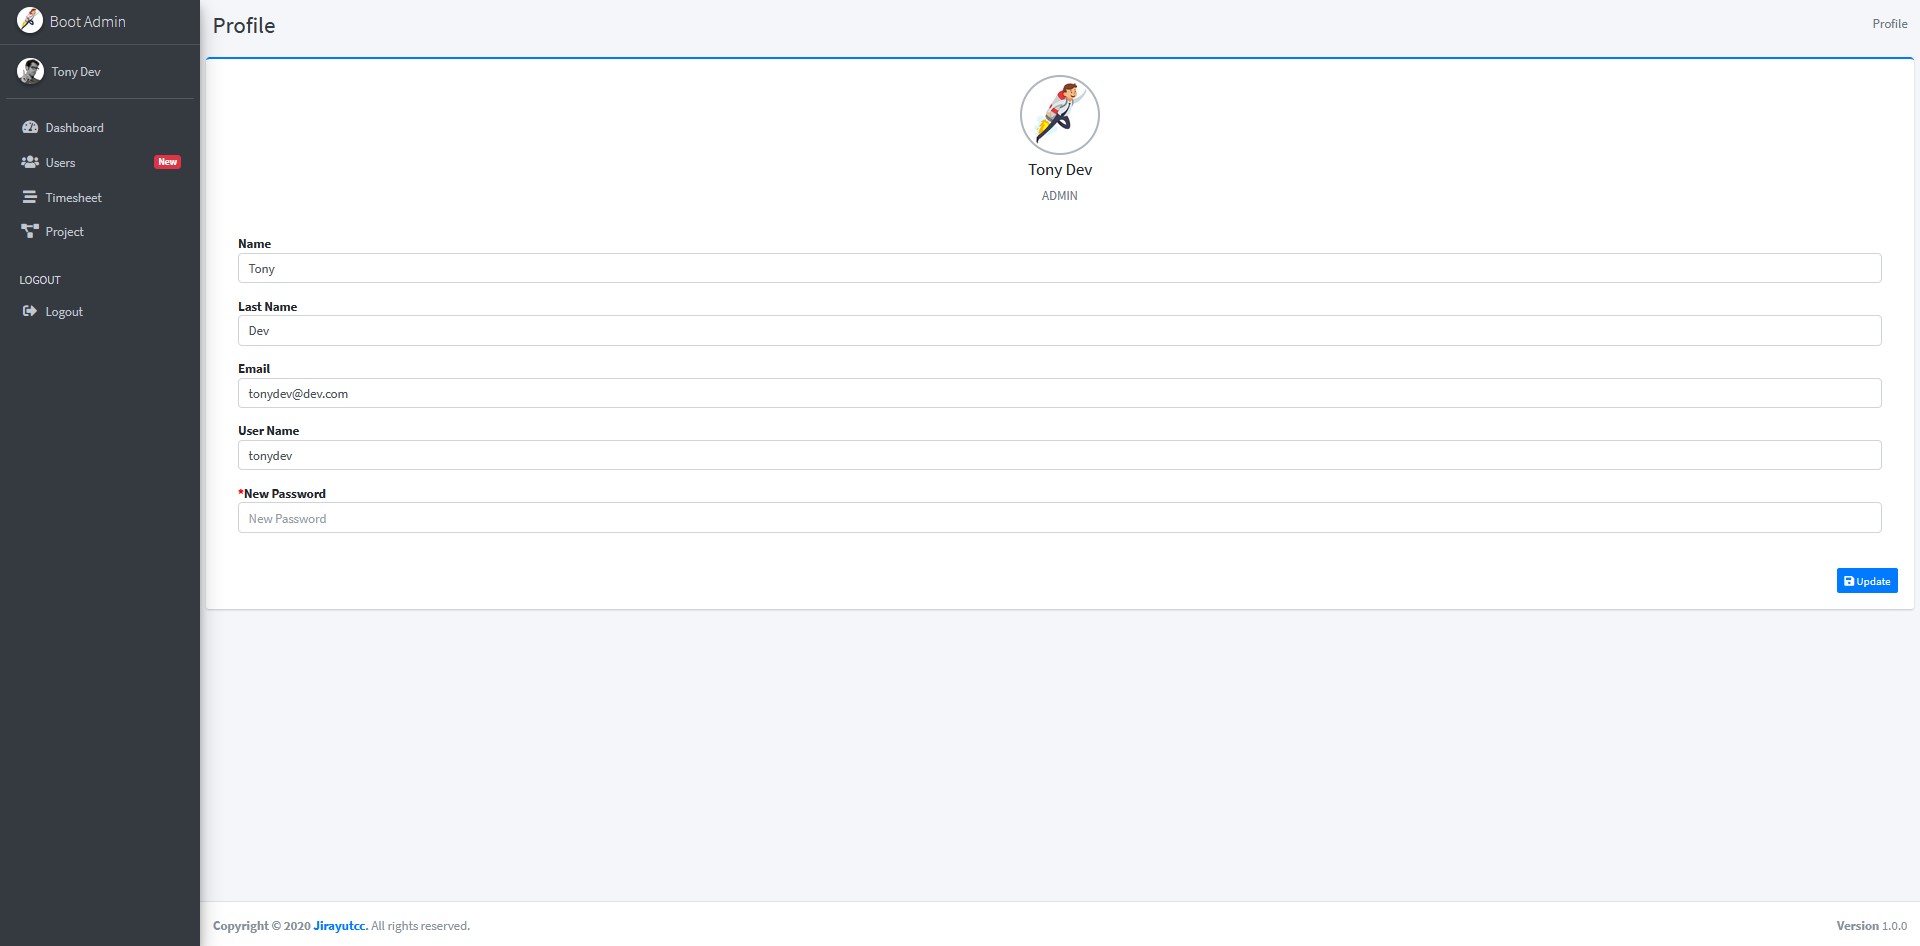 Boot Admin
Tony Dev
Dashboard
Users New
Timesheet
Project
LOGOUT
Logout
Profile
Profile
Tony Dev
ADMIN
Name
Tony
Last Name
Dev
Email
tonydev@dev.com
User Name
tonydev
*New Password
New Password
Update
Copyright © 2020 Jirayutcc. All rights reserved.
Version 1.0.0